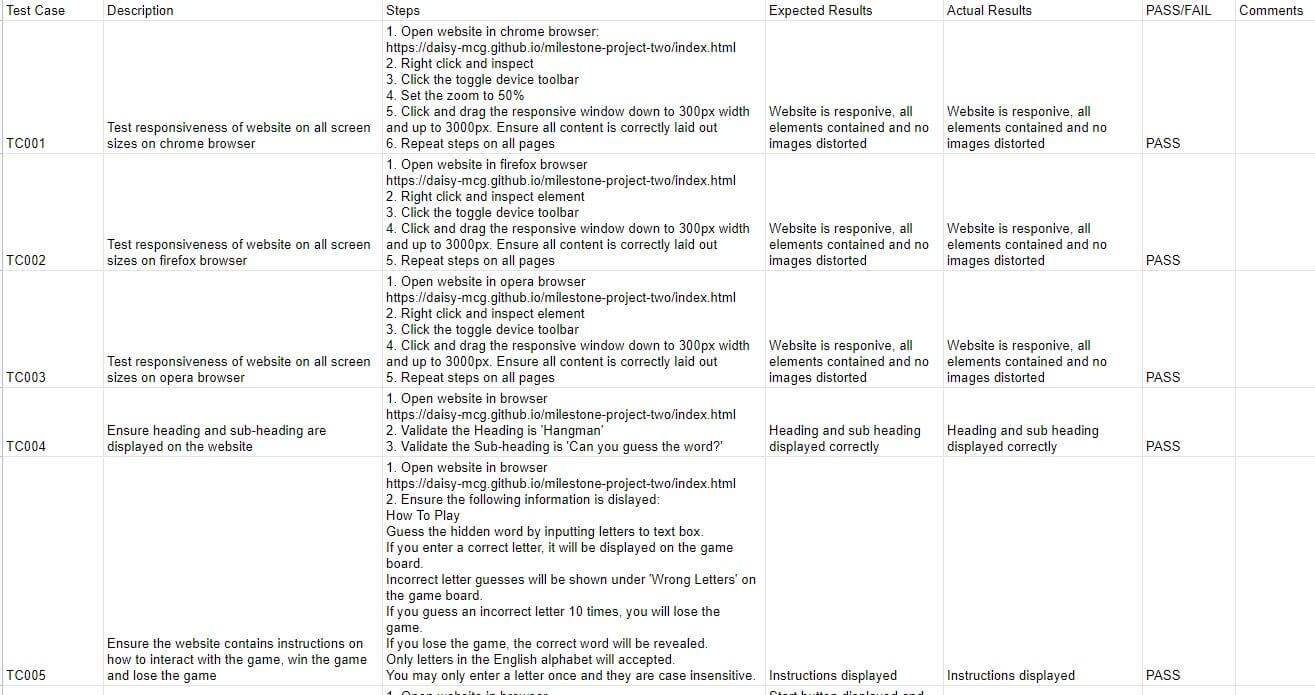 Test Case Description Steps Expected Results Actual Results PASS/FAIL Comments
TC001
Test responsiveness of website on all screen
sizes on chrome browser
1. Open website in chrome browser:
https://daisy-mcg.github.io/milestone-project-two/index.html
2. Right click and inspect
3. Click the toggle device toolbar
4. Set the zoom to 50%
5. Click and drag the responsive window down to 300px width
and up to 3000px. Ensure all content is correctly laid out
6. Repeat steps on all pages
Website is responive, all
elements contained and no
images distorted
Website is responive, all
elements contained and no
images distorted
PASS
TC002
Test responsiveness of website on all screen
sizes on firefox browser
1. Open website in firefox browser
https://daisy-mcg.github.io/milestone-project-two/index.html
2. Right click and inspect element
3. Click the toggle device toolbar
4. Click and drag the responsive window down to 300px width
and up to 3000px. Ensure all content is correctly laid out
5. Repeat steps on all pages
Website is responive, all
elements contained and no
images distorted
Website is responive, all
elements contained and no
images distorted
PASS
TC003
Test responsiveness of website on all screen
sizes on opera browser
1. Open website in opera browser
https://daisy-mcg.github.io/milestone-project-two/index.html
2. Right click and inspect element
3. Click the toggle device toolbar
4. Click and drag the responsive window down to 300px width
and up to 3000px. Ensure all content is correctly laid out
5. Repeat steps on all pages
Website is responive, all
elements contained and no
images distorted
Website is responive, all
elements contained and no
images distorted
PASS
TC004
Ensure heading and sub-heading are
displayed on the website
1. Open website in browser
https://daisy-mcg.github.io/milestone-project-two/index.html
2. Validate the Heading is 'Hangman'
3. Validate the Sub-heading is 'Can you guess the word?'
Heading and sub heading
displayed correctly
Heading and sub heading
displayed correctly
PASS
TC005
Ensure the website contains instructions on
how to interact with the game, win the game
and lose the game
1. Open website in browser
https://daisy-mcg.github.io/milestone-project-two/index.html
2. Ensure the following information is dislayed:
How To Play
Guess the hidden word by inputting letters to text box.
If you enter a correct letter, it will be displayed on the game
board.
Incorrect letter guesses will be shown under 'Wrong Letters' on
the game board.
If you guess an incorrect letter 10 times, you will lose the
game.
If you lose the game, the correct word will be revealed.
Only letters in the English alphabet will accepted.
You may only enter a letter once and they are case insensitive.
Instructions displayed
Instructions displayed
PASS
1. Open website in browser
Start button displayed and